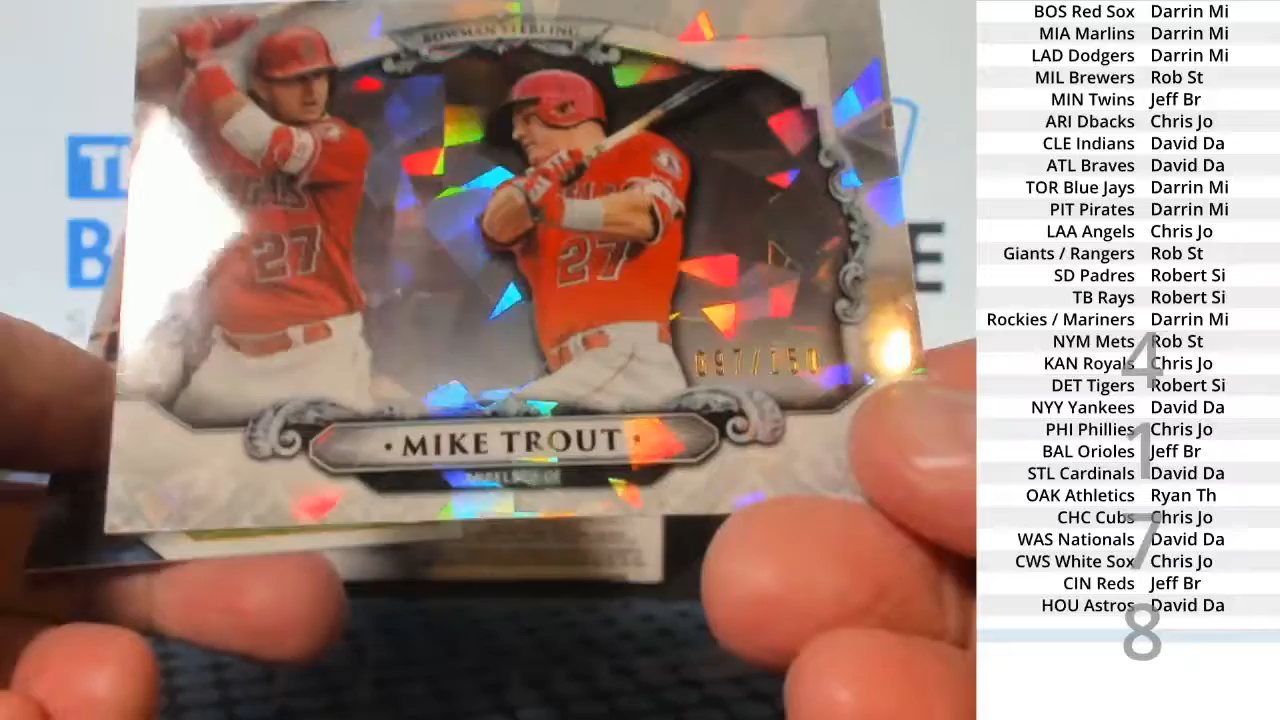 BOWMAN STERLING
27
27
097/150
· MIKE TROUT ·
BOS Red Sox Darrin Mi
MIA Marlins Darrin Mi
LAD Dodgers Darrin Mi
MIL Brewers Rob St
MIN Twins Jeff Br
ARI Dbacks Chris Jo
CLE Indians David Da
ATL Braves David Da
TOR Blue Jays Darrin Mi
PIT Pirates Darrin Mi
LAA Angels Chris Jo
Giants / Rangers Rob St
SD Padres Robert Si
TB Rays Robert Si
Rockies / Mariners Darrin Mi
NYM Mets Rob St
KAN Royals Chris Jo
DET Tigers Robert Si
NYY Yankees David Da
PHI Phillies Chris Jo
BAL Orioles Jeff Br
STL Cardinals David Da
OAK Athletics Ryan Th
CHC Cubs Chris Jo
WAS Nationals David Da
CWS White Sox Chris Jo
CIN Reds Jeff Br
HOU Astros David Da
4
1
7
8